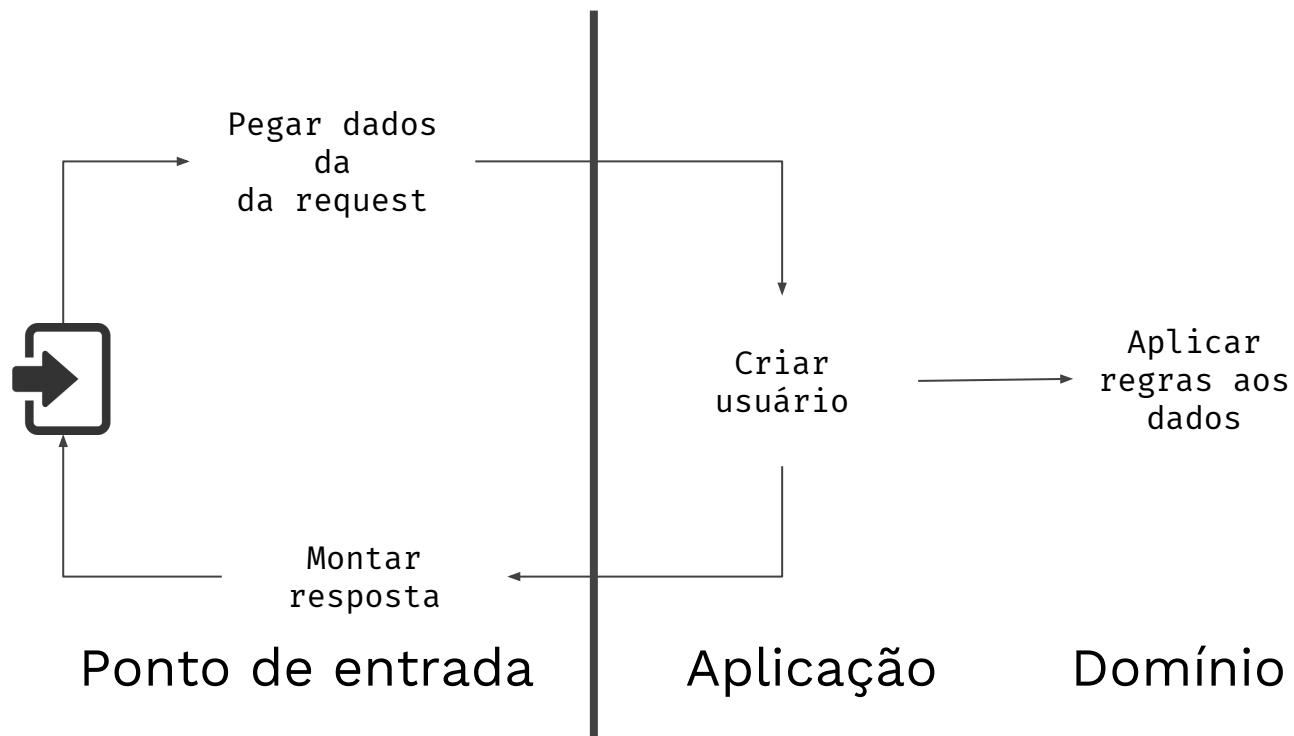 Pegar dados
da
da request
Criar
usuário
Aplicar
regras aos
dados
Montar
resposta
Ponto de entrada
Aplicação
Domínio